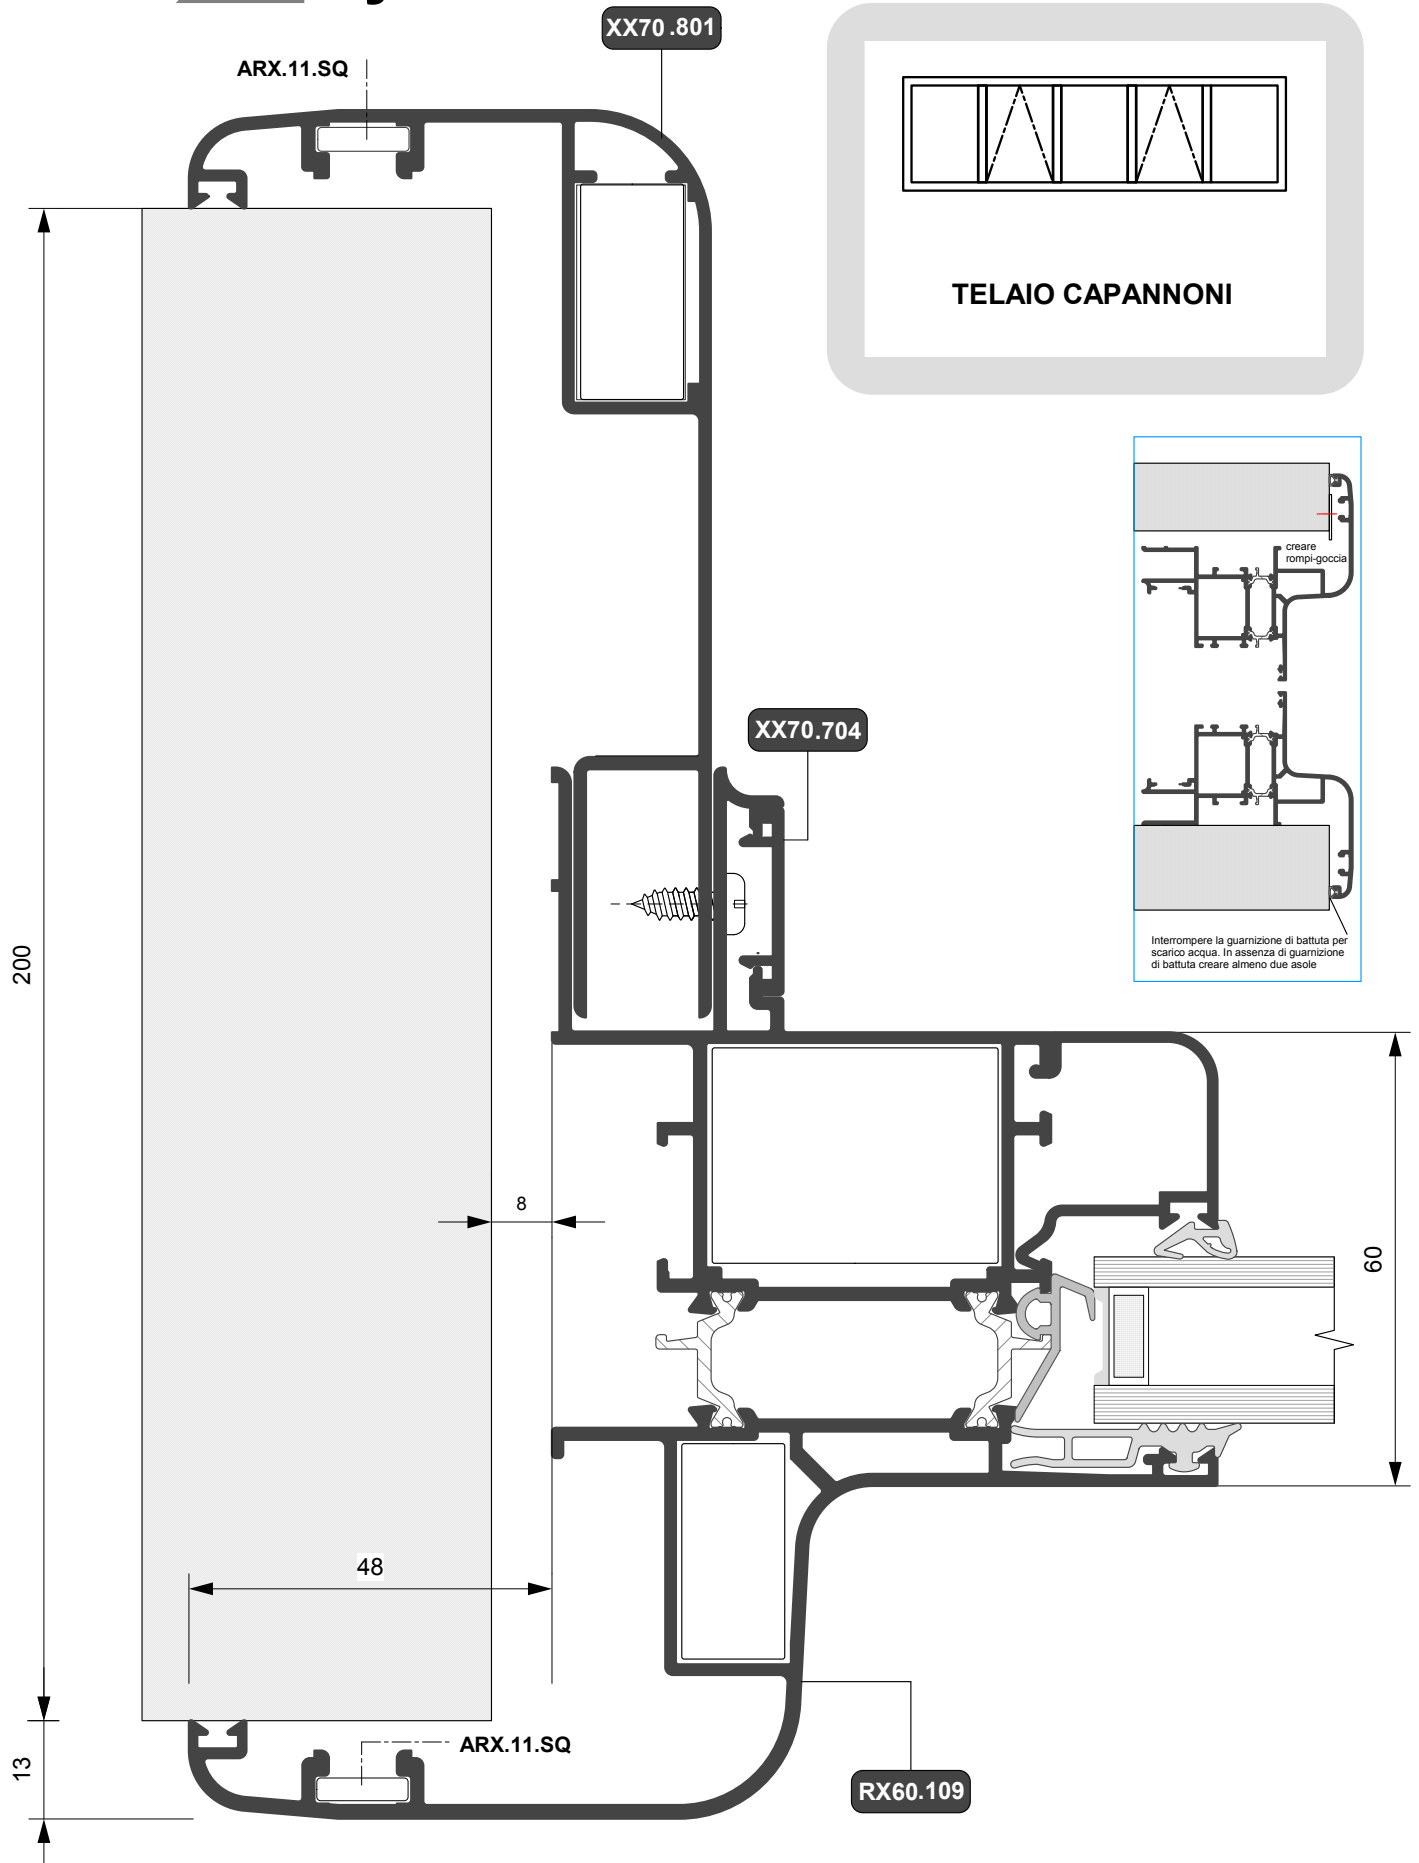 XX70.801
ARX.11.SQ
TELAIO CAPANNONI
creare
rompi-goccia
XX70.704
Interrompere la guarnizione di battuta per
scarico acqua. In assenza di guarnizione
di battuta creare almeno due asole
200
8
60
48
ARX.11.SQ
13
RX60.109